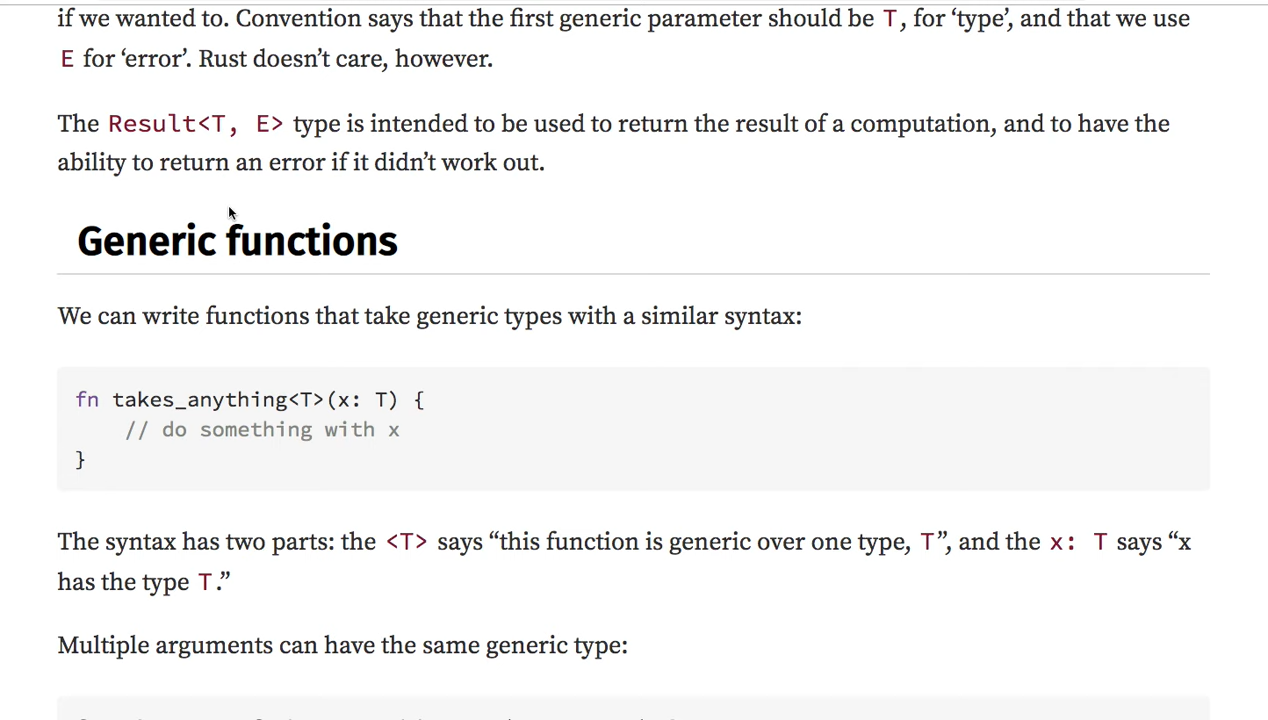 if we wanted to. Convention says that the first generic parameter should be T, for ‘type’, and that we use
E for ‘error’. Rust doesn’t care, however.
The Result<T, E> type is intended to be used to return the result of a computation, and to have the
ability to return an error if it didn’t work out.
Generic functions
We can write functions that take generic types with a similar syntax:
fn takes_anything<T>(x: T) {
    // do something with x
}
The syntax has two parts: the <T> says “this function is generic over one type, T”, and the x: T says “x
has the type T.”
Multiple arguments can have the same generic type: